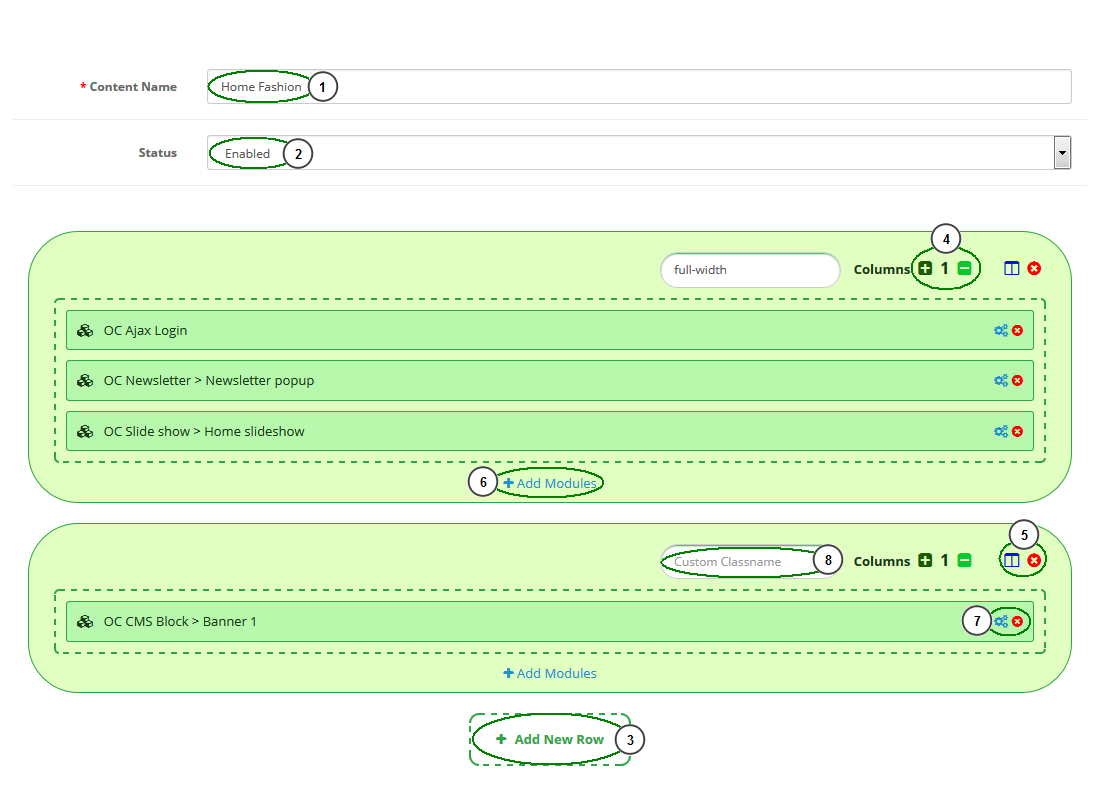 * Content Name Home Fashion 1
Status Enabled 2
4
full-width Columns 1
OC Ajax Login
OC Newsletter > Newsletter popup
OC Slide show > Home slideshow
6 Add Modules
5
Custom Classname 8 Columns 1
OC CMS Block > Banner 1 7
Add Modules
Add New Row 3